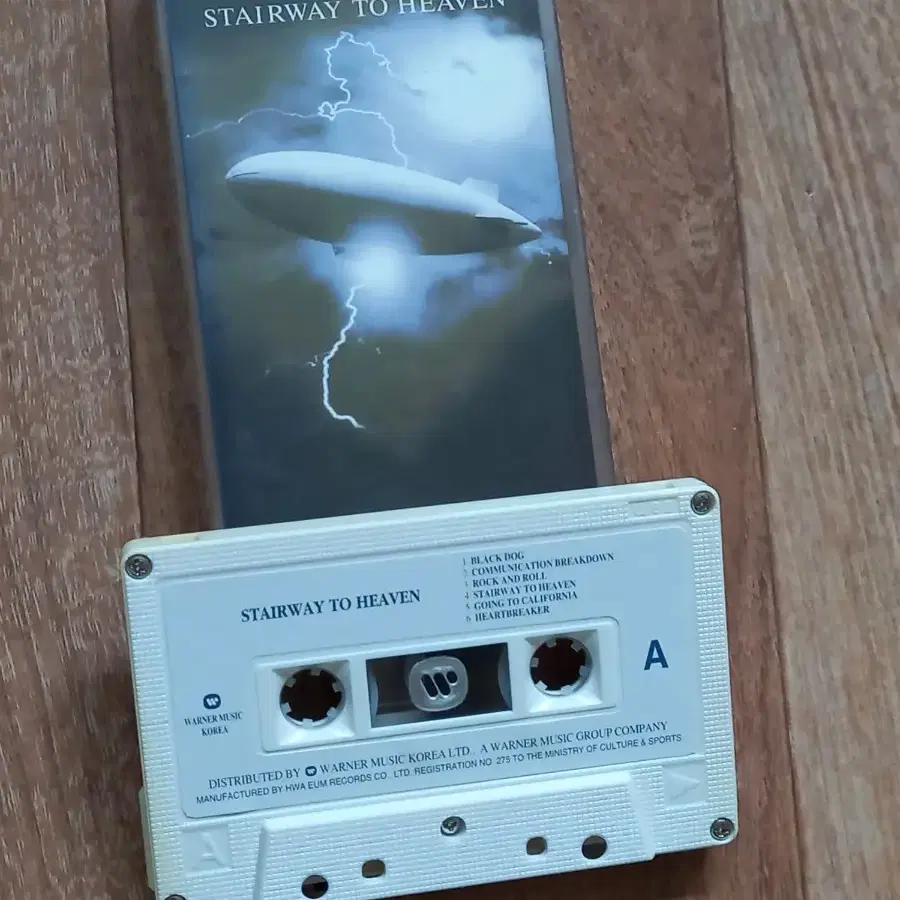 STAIRWAY TO HEAVEN
STAIRWAY TO HEAVEN
1 BLACK DOG
2 COMMUNICATION BREAKDOWN
3 ROCK AND ROLL
4 STAIRWAY TO HEAVEN
5 GOING TO CALIFORNIA
6 HEARTBREAKER
A
WARNER MUSIC
KOREA
DISTRIBUTED BY WARNER MUSIC KOREA LTD. A WARNER MUSIC GROUP COMPANY
MANUFACTURED BY HWA EUM RECORDS CO. LTD. REGISTRATION NO. 275 TO THE MINISTRY OF CULTURE & SPORTS
A